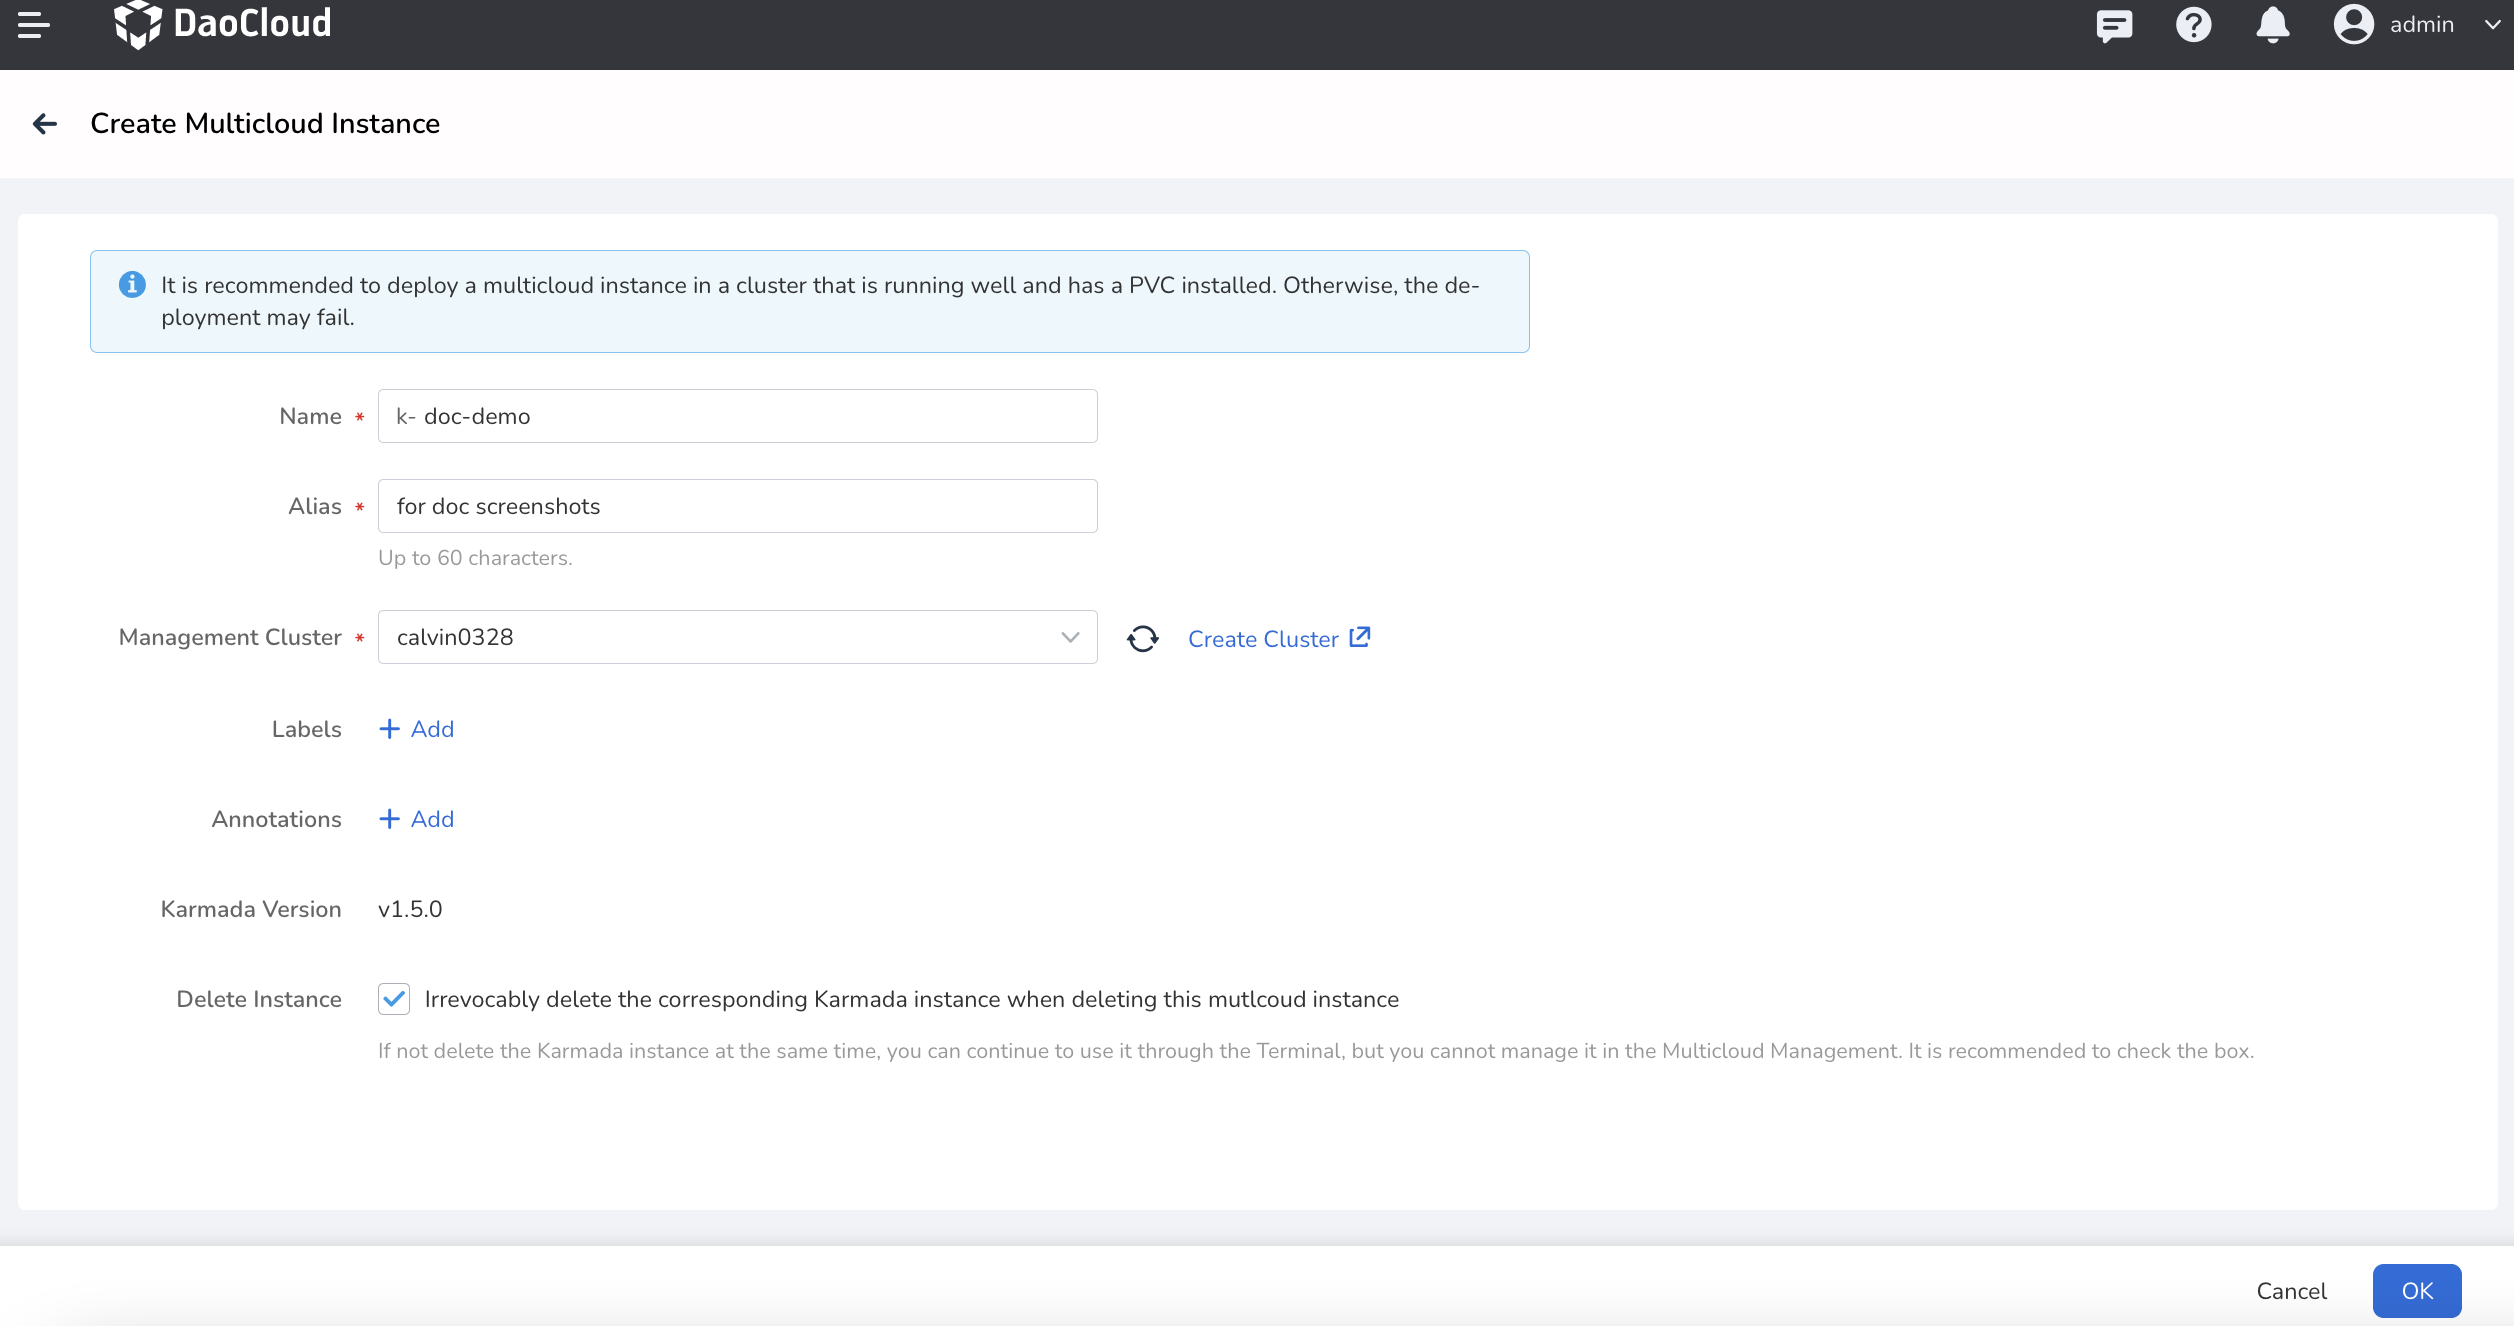 DaoCloud
admin
Create Multicloud Instance
It is recommended to deploy a multicloud instance in a cluster that is running well and has a PVC installed. Otherwise, the de-
ployment may fail.
Name * k- doc-demo
Alias * for doc screenshots
Up to 60 characters.
Management Cluster * calvin0328 Create Cluster
Labels + Add
Annotations + Add
Karmada Version v1.5.0
Delete Instance Irrevocably delete the corresponding Karmada instance when deleting this mutlcoud instance
If not delete the Karmada instance at the same time, you can continue to use it through the Terminal, but you cannot manage it in the Multicloud Management. It is recommended to check the box.
Cancel OK